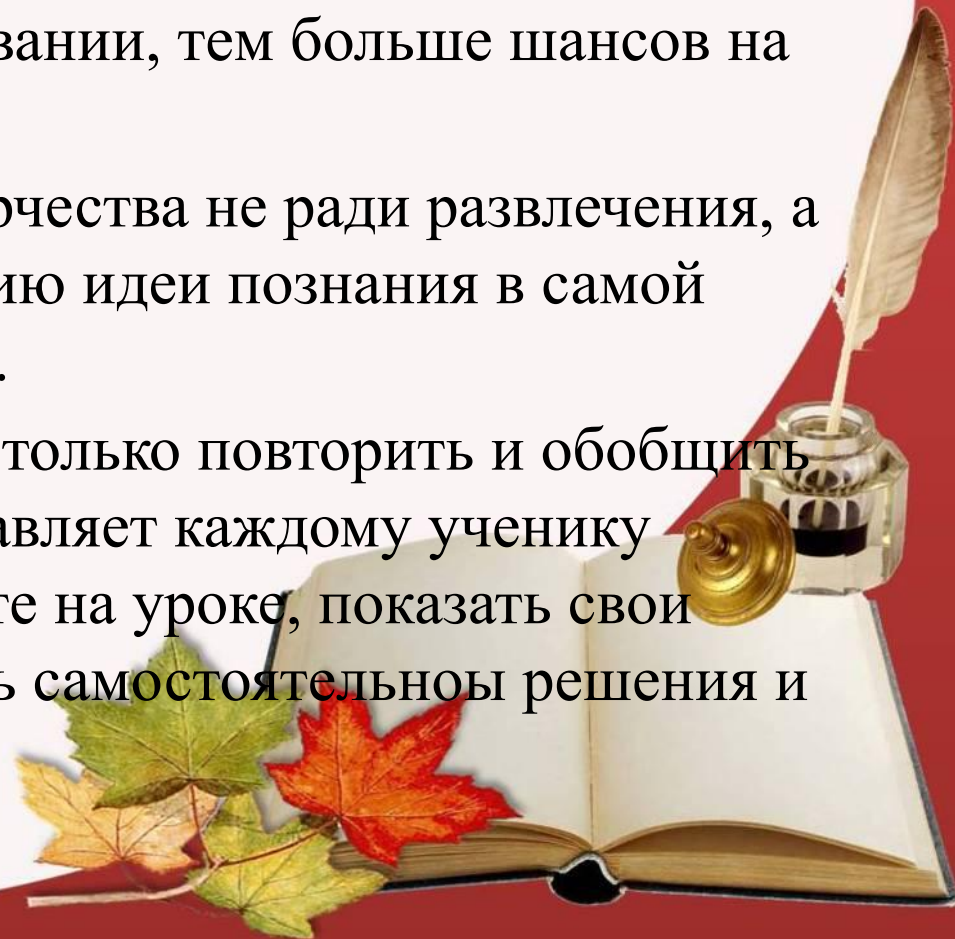 вании, тем больше шансов на
рчества не ради развлечения, а
ию идеи познания в самой
.
только повторить и обобщить
авляет каждому ученику
те на уроке, показать свои
ь самостоятельноы решения и